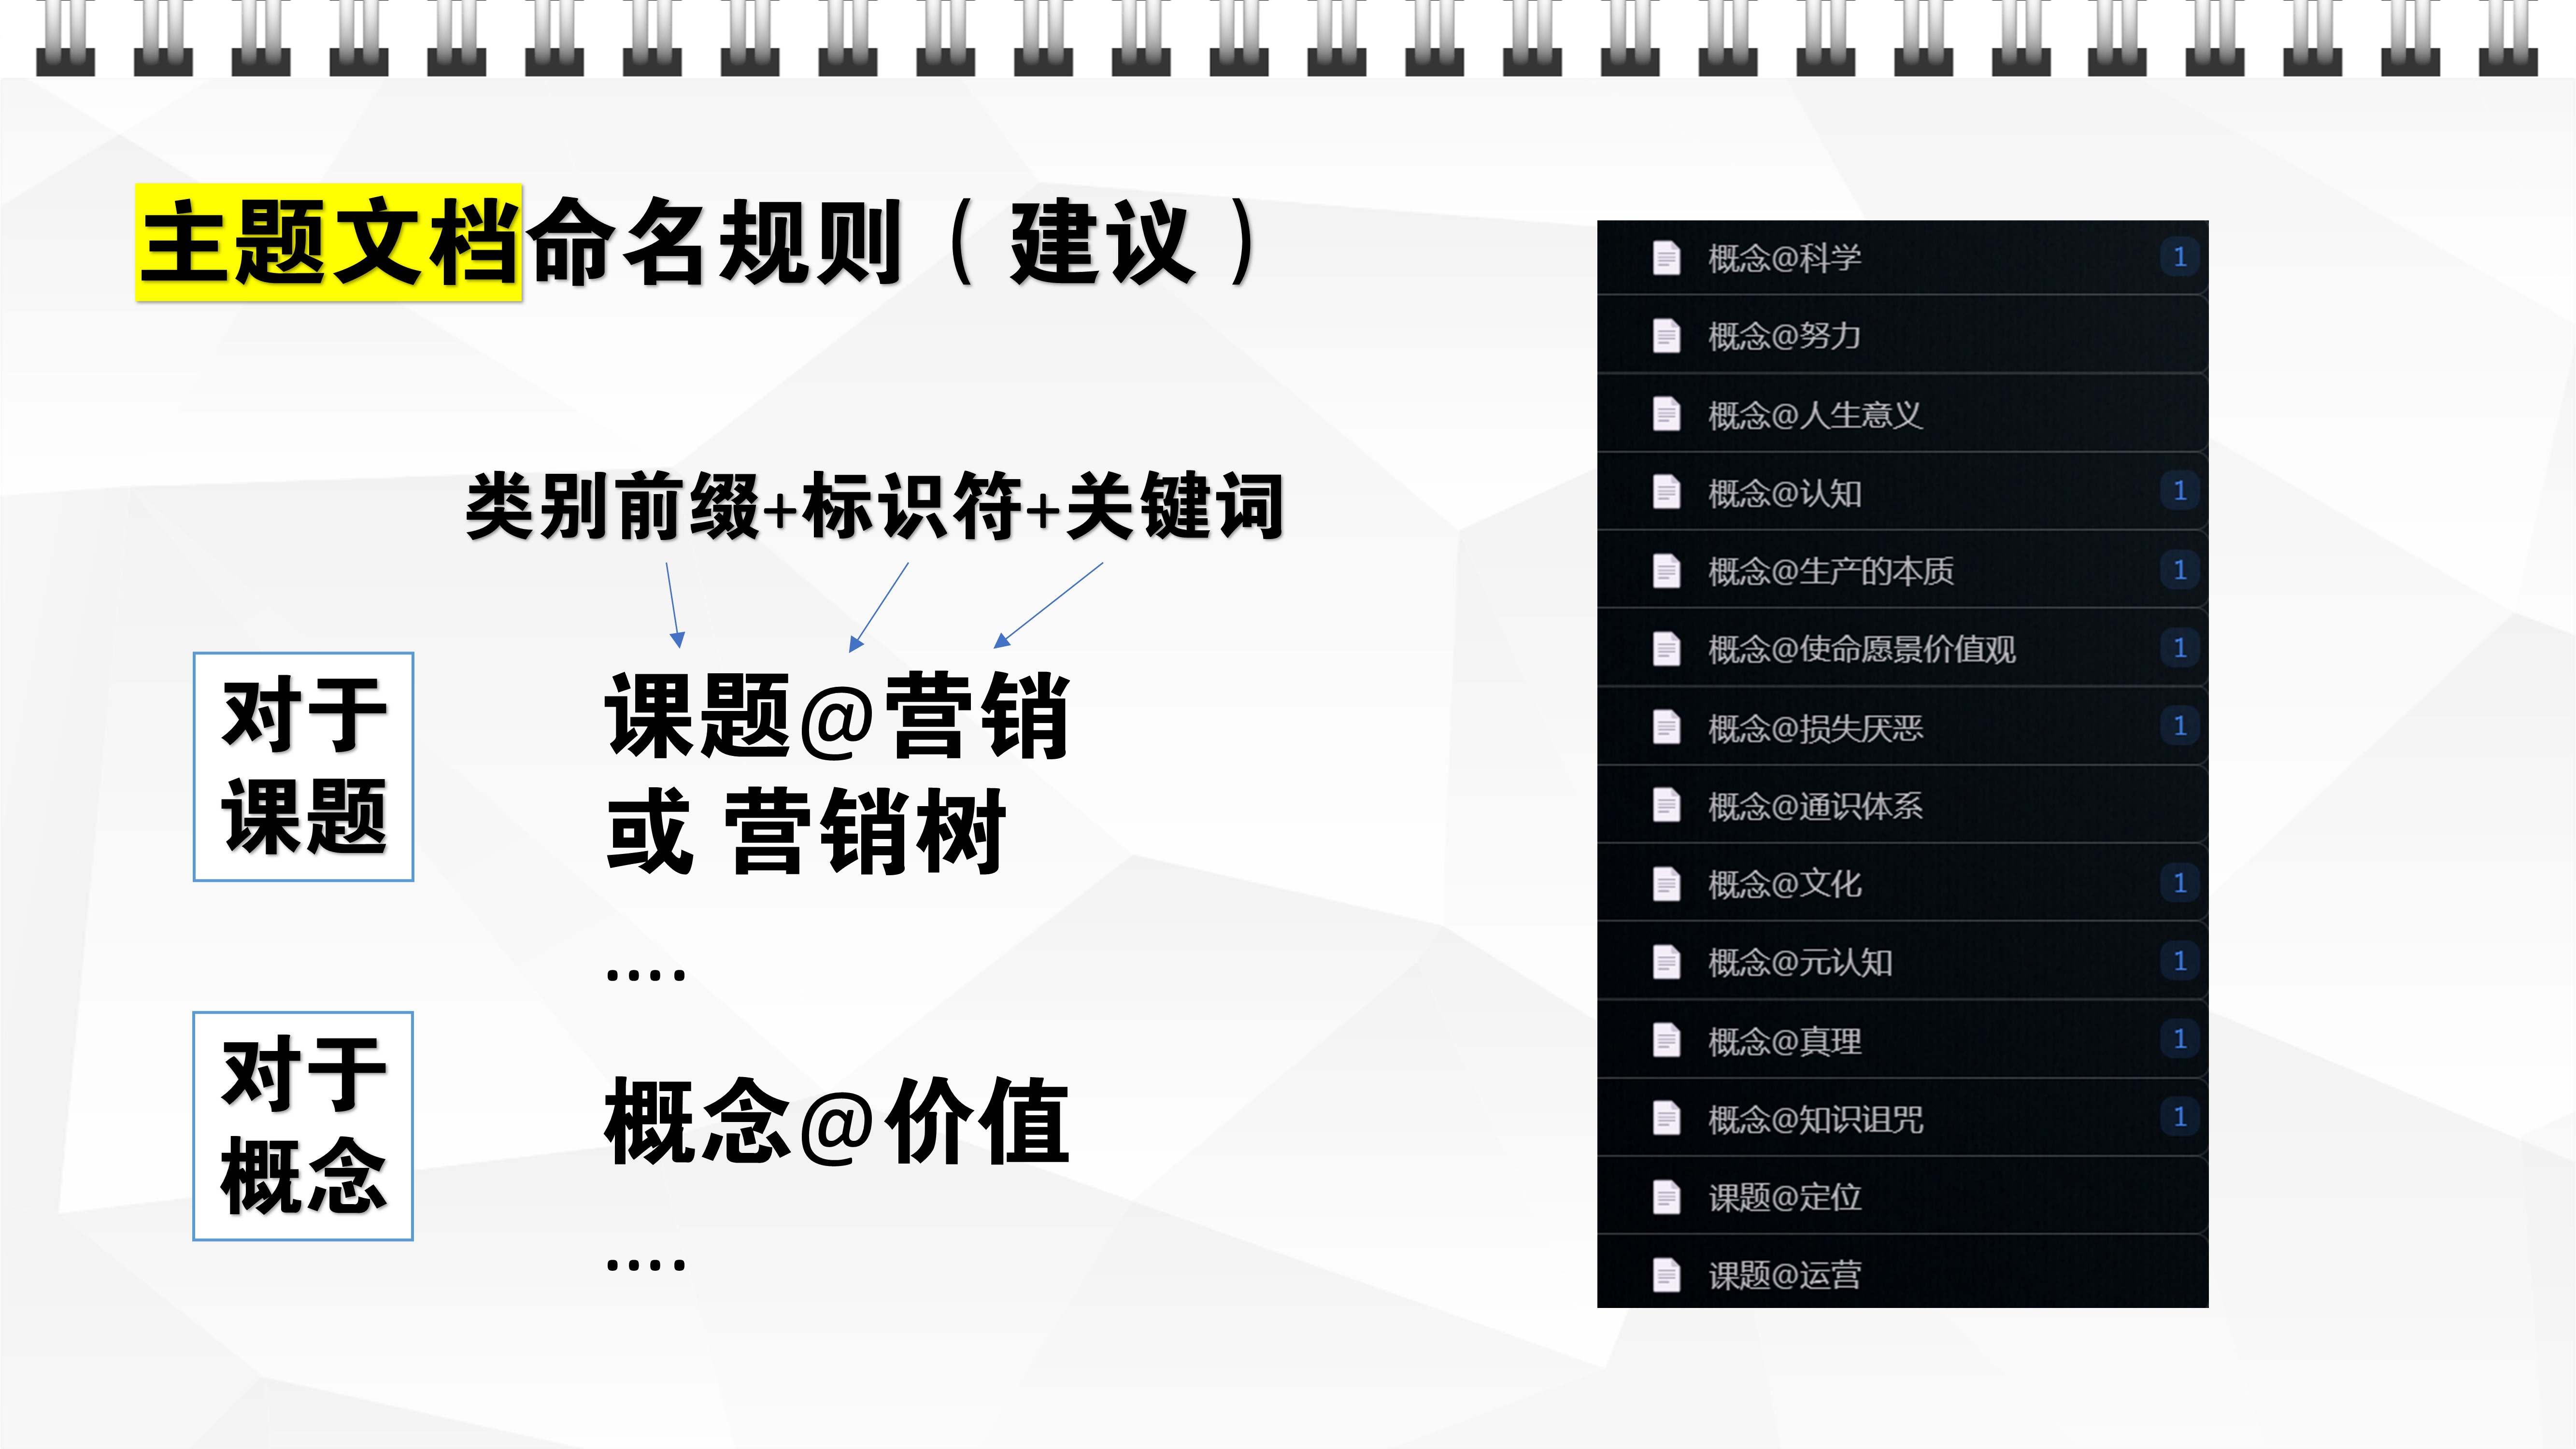 主题文档命名规则（建议）
类别前缀+标识符+关键词
对于
课题
课题@营销
或 营销树
....
对于
概念
概念@价值
....
概念@科学 1
概念@努力
概念@人生意义
概念@认知 1
概念@生产的本质 1
概念@使命愿景价值观 1
概念@损失厌恶 1
概念@通识体系
概念@文化 1
概念@元认知 1
概念@真理 1
概念@知识诅咒 1
课题@定位
课题@运营